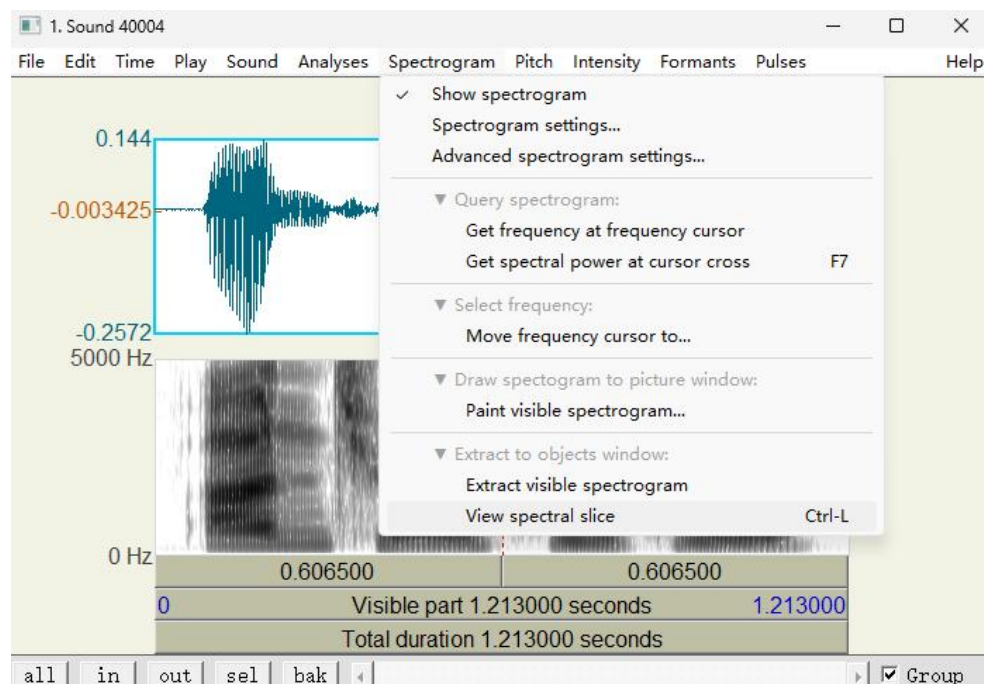 1. Sound 40004
File Edit Time Play Sound Analyses Spectrogram Pitch Intensity Formants Pulses Help
✓ Show spectrogram
Spectrogram settings...
Advanced spectrogram settings...
▼ Query spectrogram:
Get frequency at frequency cursor
Get spectral power at cursor cross F7
▼ Select frequency:
Move frequency cursor to...
▼ Draw spectogram to picture window:
Paint visible spectrogram...
▼ Extract to objects window:
Extract visible spectrogram
View spectral slice Ctrl-L
0.144
-0.003425
-0.2572
5000 Hz
0 Hz
0.606500 0.606500
0 Visible part 1.213000 seconds 1.213000
Total duration 1.213000 seconds
all in out sel bak Group